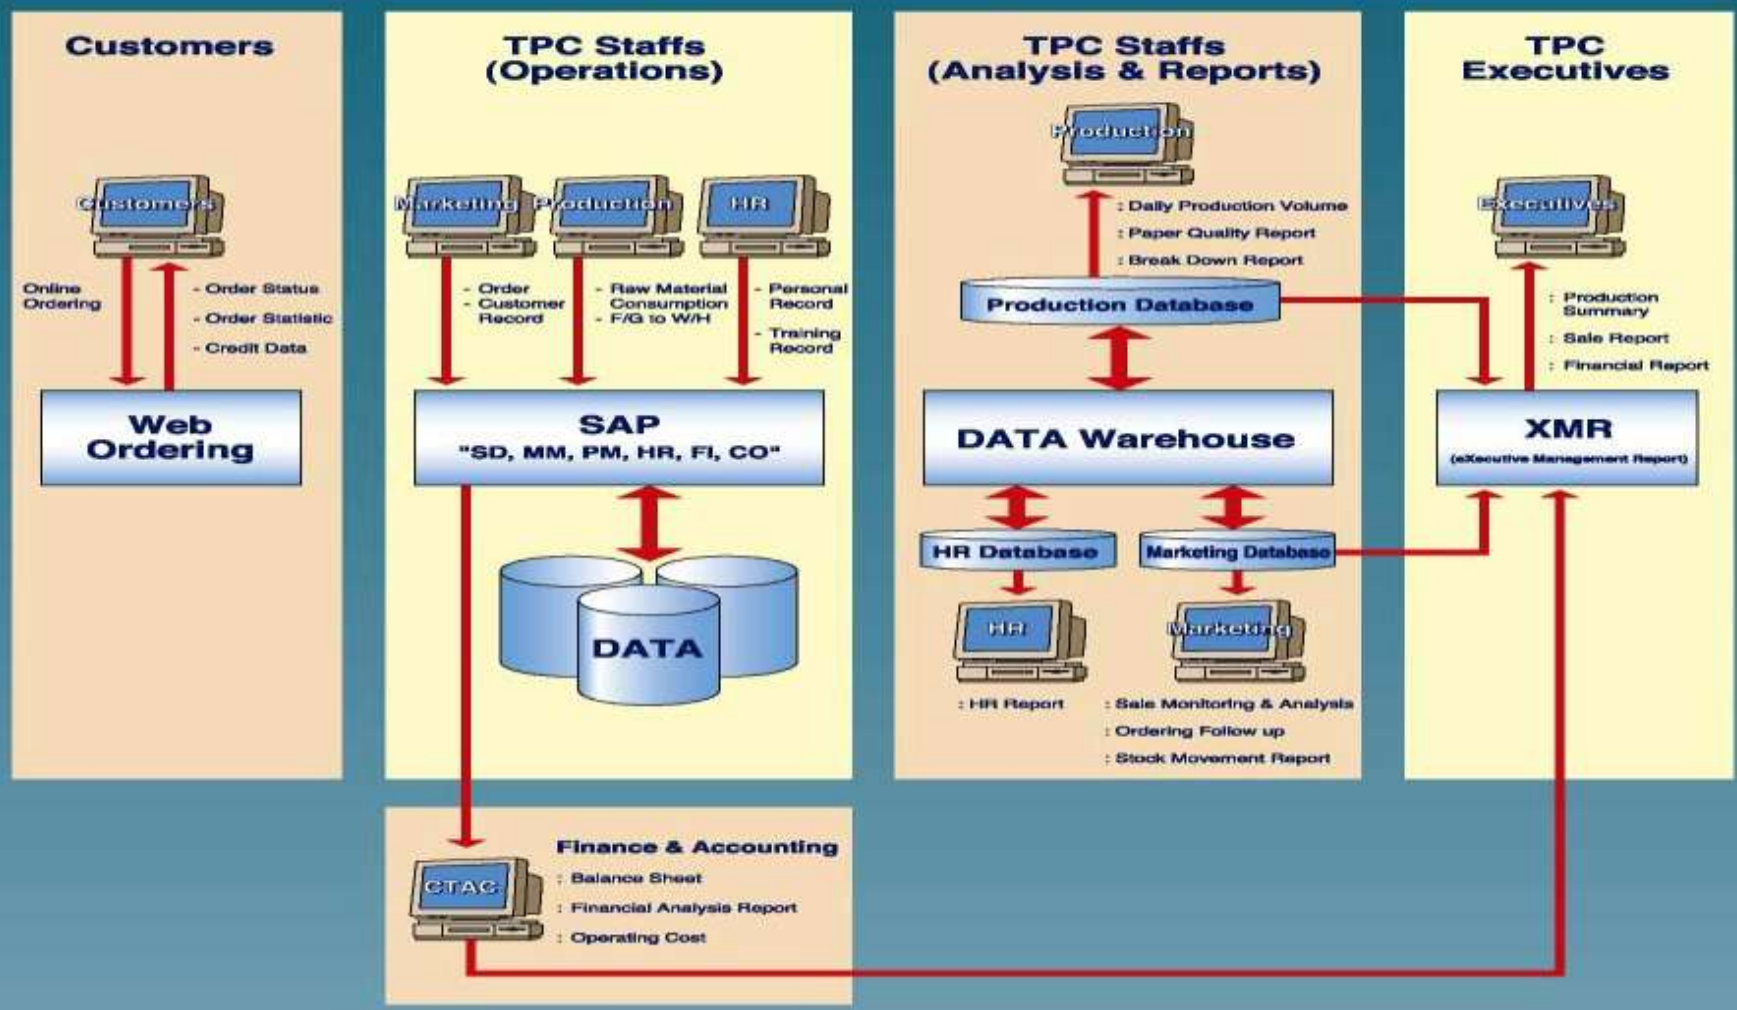 Customers
Customers
Online
Ordering
- Order Status
- Order Statistic
- Credit Data
Web
Ordering
TPC Staffs
(Operations)
Marketing
Production
HR
- Order
- Customer
Record
- Raw Material
Consumption
- F/G to W/H
- Personal
Record
- Training
Record
SAP
"SD, MM, PM, HR, FI, CO"
DATA
Finance & Accounting
CTAC
: Balance Sheet
: Financial Analysis Report
: Operating Cost
TPC Staffs
(Analysis & Reports)
Production
: Daily Production Volume
: Paper Quality Report
: Break Down Report
Production Database
DATA Warehouse
HR Database
Marketing Database
HR
Marketing
: HR Report
: Sale Monitoring & Analysis
: Ordering Follow up
: Stock Movement Report
TPC
Executives
Executives
: Production
Summary
: Sale Report
: Financial Report
XMR
(eXecutive Management Report)